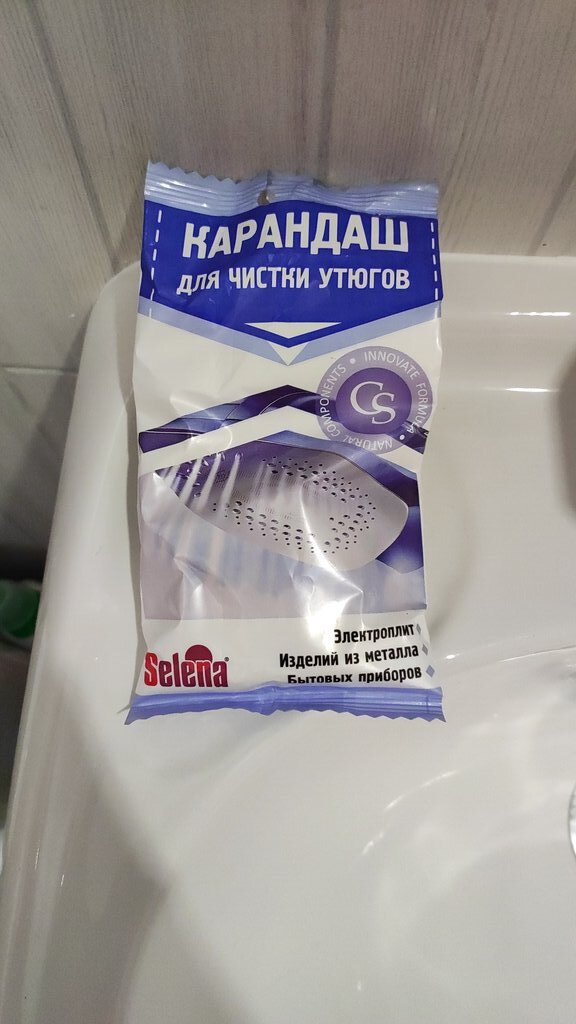 КАРАНДАШ
ДЛЯ ЧИСТКИ УТЮГОВ
INNOVATE FORMULA • NATURAL COMPONENTS •
CS
Электроплит
Изделий из металла
Бытовых приборов
Selena®